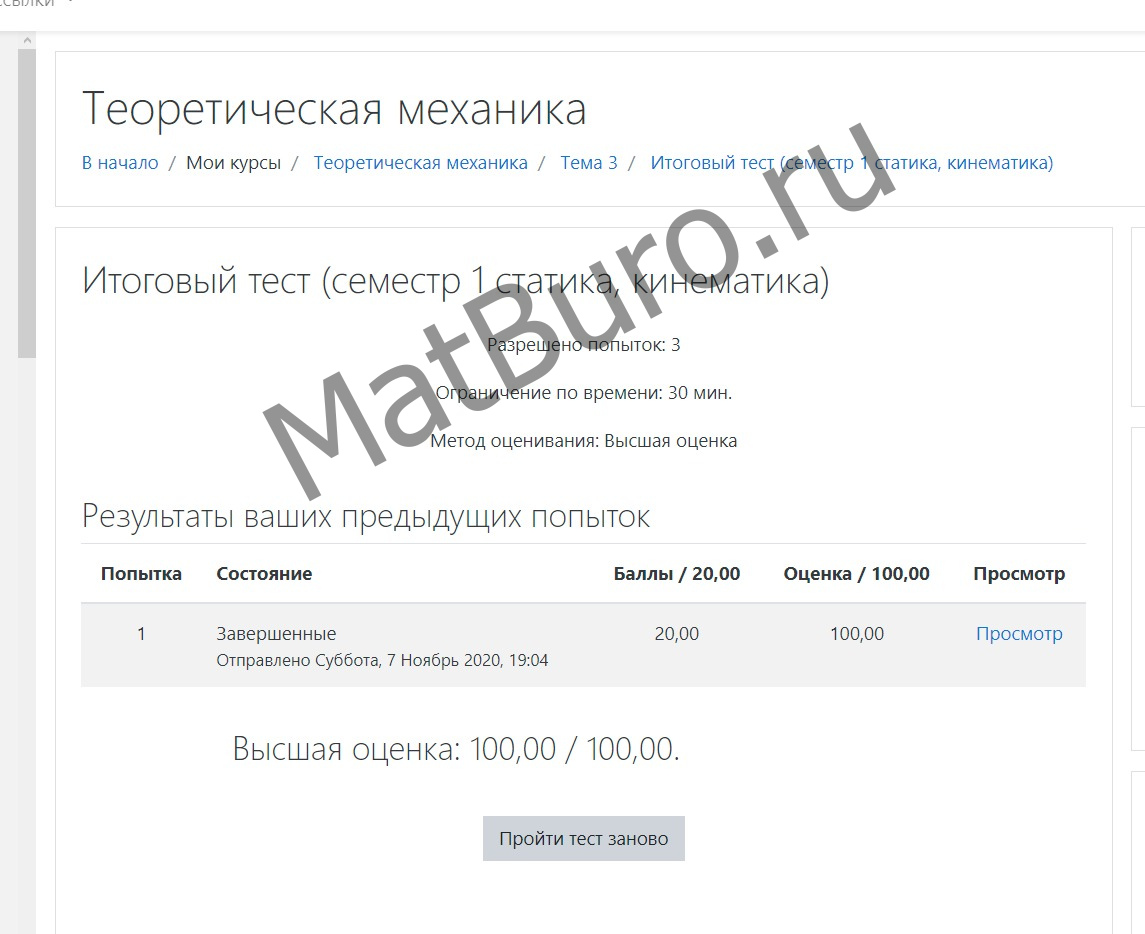 Теоретическая механика
В начало / Мои курсы / Теоретическая механика / Тема 3 / Итоговый тест (семестр 1 статика, кинематика)
Итоговый тест (семестр 1 статика, кинематика)
Разрешено попыток: 3
Ограничение по времени: 30 мин.
Метод оценивания: Высшая оценка
MatBuro.ru
Результаты ваших предыдущих попыток
Попытка Состояние Баллы / 20,00 Оценка / 100,00 Просмотр
1 Завершенные 20,00 100,00 Просмотр
Отправлено Суббота, 7 Ноябрь 2020, 19:04
Высшая оценка: 100,00 / 100,00.
Пройти тест заново